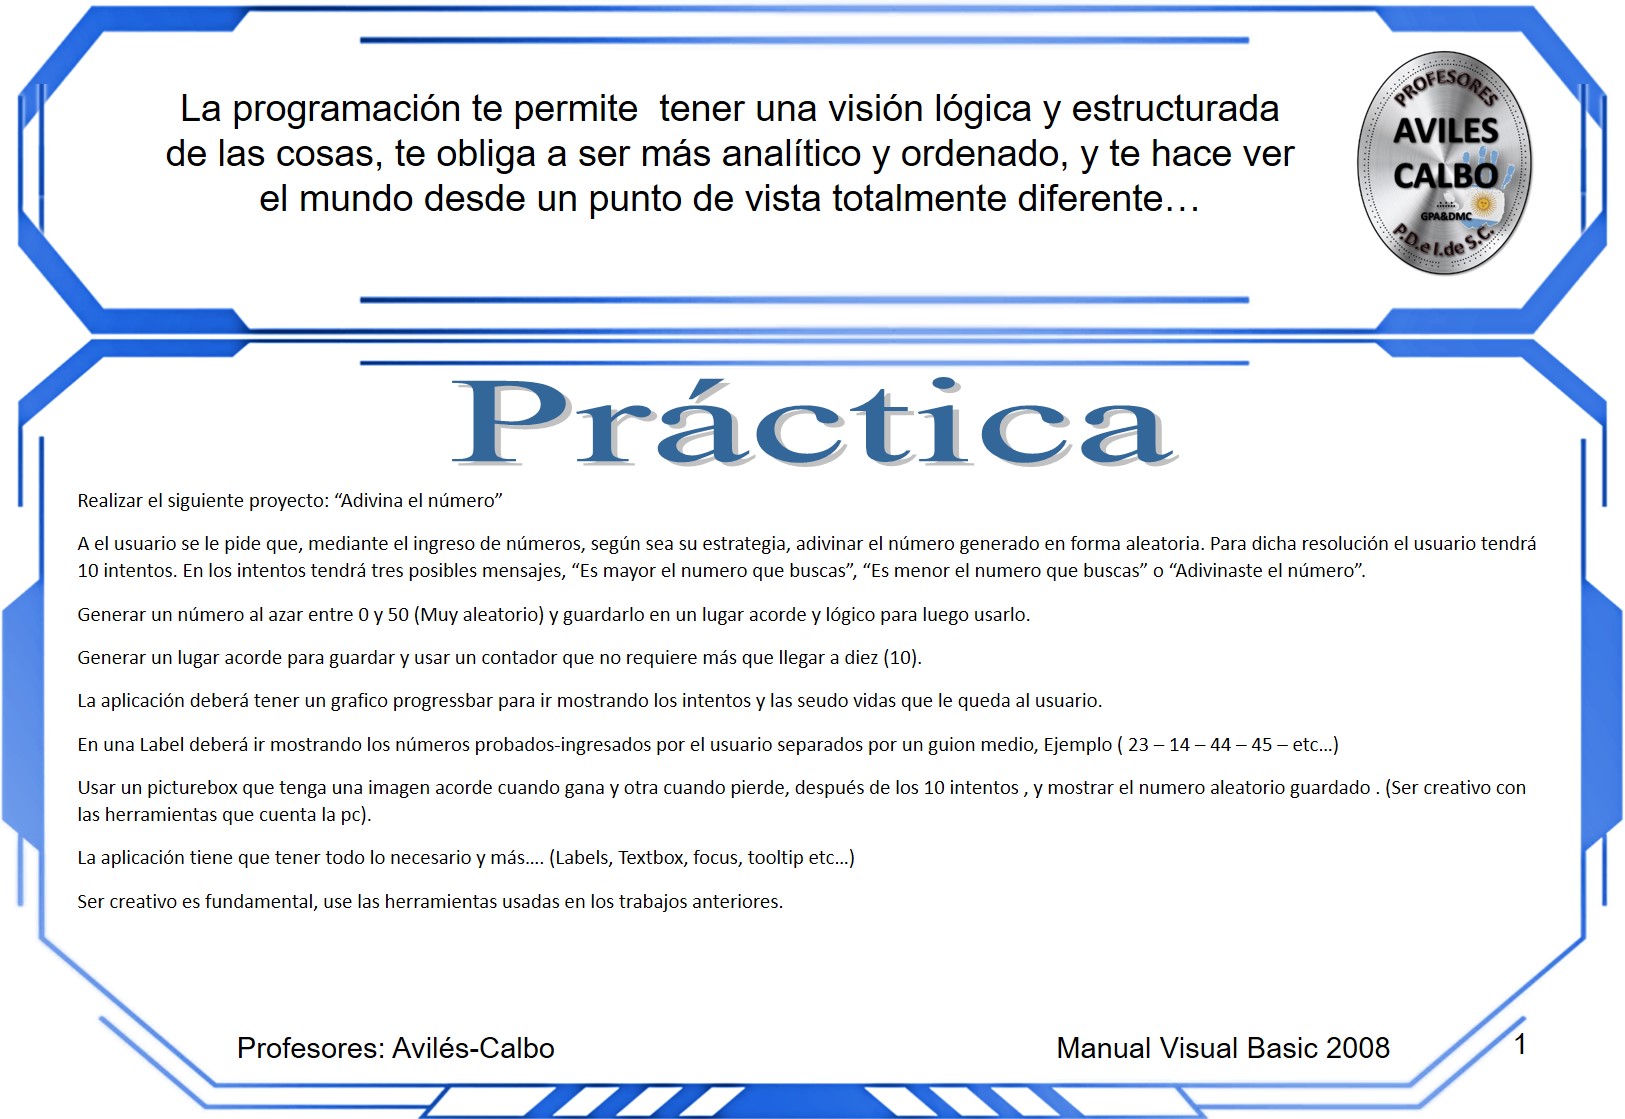 La programación te permite  tener una visión lógica y estructurada
de las cosas, te obliga a ser más analítico y ordenado, y te hace ver
el mundo desde un punto de vista totalmente diferente…
PROFESORES
AVILES
CALBO
GPA&DMC
P.D.e I.de S.C.
Práctica
Realizar el siguiente proyecto: “Adivina el número”
A el usuario se le pide que, mediante el ingreso de números, según sea su estrategia, adivinar el número generado en forma aleatoria. Para dicha resolución el usuario tendrá
10 intentos. En los intentos tendrá tres posibles mensajes, “Es mayor el numero que buscas”, “Es menor el numero que buscas” o “Adivinaste el número”.
Generar un número al azar entre 0 y 50 (Muy aleatorio) y guardarlo en un lugar acorde y lógico para luego usarlo.
Generar un lugar acorde para guardar y usar un contador que no requiere más que llegar a diez (10).
La aplicación deberá tener un grafico progressbar para ir mostrando los intentos y las seudo vidas que le queda al usuario.
En una Label deberá ir mostrando los números probados-ingresados por el usuario separados por un guion medio, Ejemplo ( 23 – 14 – 44 – 45 – etc…)
Usar un picturebox que tenga una imagen acorde cuando gana y otra cuando pierde, después de los 10 intentos , y mostrar el numero aleatorio guardado . (Ser creativo con
las herramientas que cuenta la pc).
La aplicación tiene que tener todo lo necesario y más…. (Labels, Textbox, focus, tooltip etc…)
Ser creativo es fundamental, use las herramientas usadas en los trabajos anteriores.
Profesores: Avilés-Calbo
Manual Visual Basic 2008
1